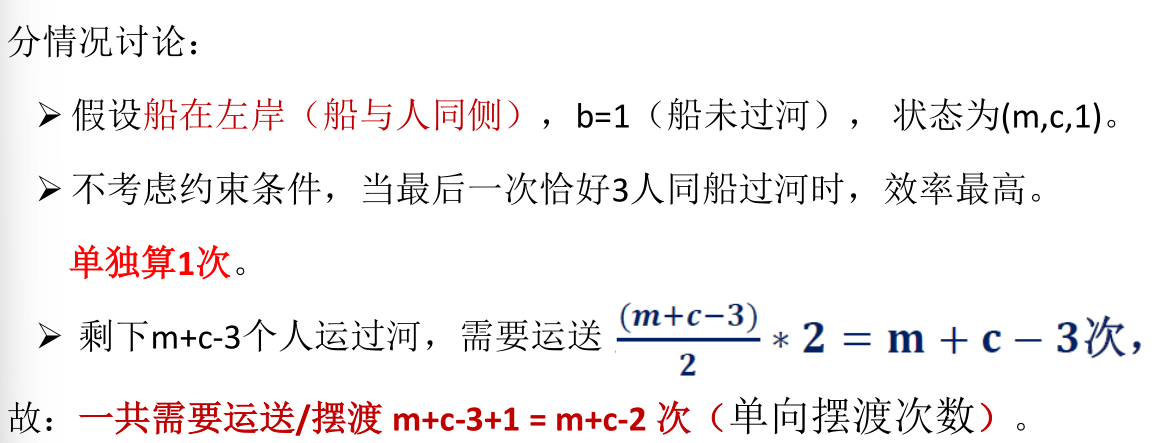 分情况讨论：
➢ 假设船在左岸（船与人同侧），b=1（船未过河）， 状态为(m,c,1)。
➢ 不考虑约束条件，当最后一次恰好3人同船过河时，效率最高。
单独算1次。
➢ 剩下m+c-3个人运过河，需要运送 (m+c−3)/2 * 2 = m + c − 3次，
故：一共需要运送/摆渡 m+c-3+1 = m+c-2 次（单向摆渡次数）。